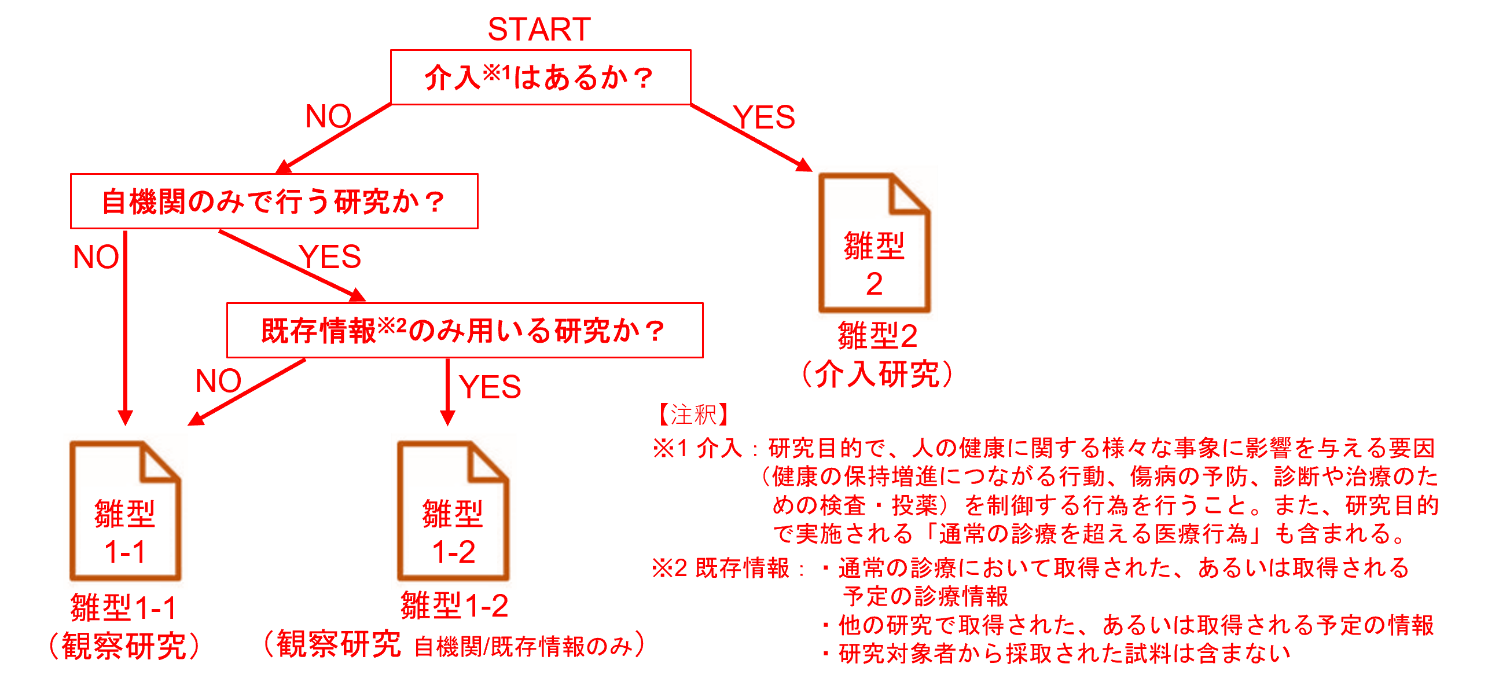 START
介入※1はあるか？
NO
YES
自機関のみで行う研究か？
NO
YES
雛型
2
雛型2
（介入研究）
既存情報※2のみ用いる研究か？
NO
YES
雛型
1-1
雛型1-1
（観察研究）
雛型
1-2
雛型1-2
（観察研究 自機関/既存情報のみ）
【注釈】
※1 介入：研究目的で、人の健康に関する様々な事象に影響を与える要因
（健康の保持増進につながる行動、傷病の予防、診断や治療のた
めの検査・投薬）を制御する行為を行うこと。また、研究目的
で実施される「通常の診療を超える医療行為」も含まれる。
※2 既存情報：・通常の診療において取得された、あるいは取得される
予定の診療情報
・他の研究で取得された、あるいは取得される予定の情報
・研究対象者から採取された試料は含まない